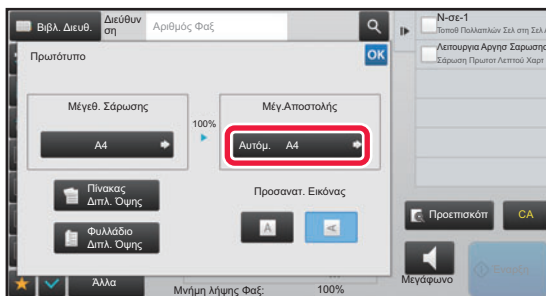 Βιβλ. Διευθ.
Διεύθυν
ση
Αριθμός Φαξ
Πρωτότυπο
OK
Μέγεθ. Σάρωσης
A4
100%
Μέγ.Αποστολής
Αυτόμ. A4
Πίνακας
Διπλ. Όψης
Φυλλάδιο
Διπλ. Όψης
Προσανατ. Εικόνας
A
A
Άλλα
Μνήμη λήψης Φαξ: 100%
N-σε-1
Τοποθ Πολλαπλών Σελ στη Σελ
Λειτουργια Αργησ Σαρωσης
Σάρωση Πρωτοτ Λεπτού Χαρτ
Προεπισκόπ
CA
Μεγάφωνο